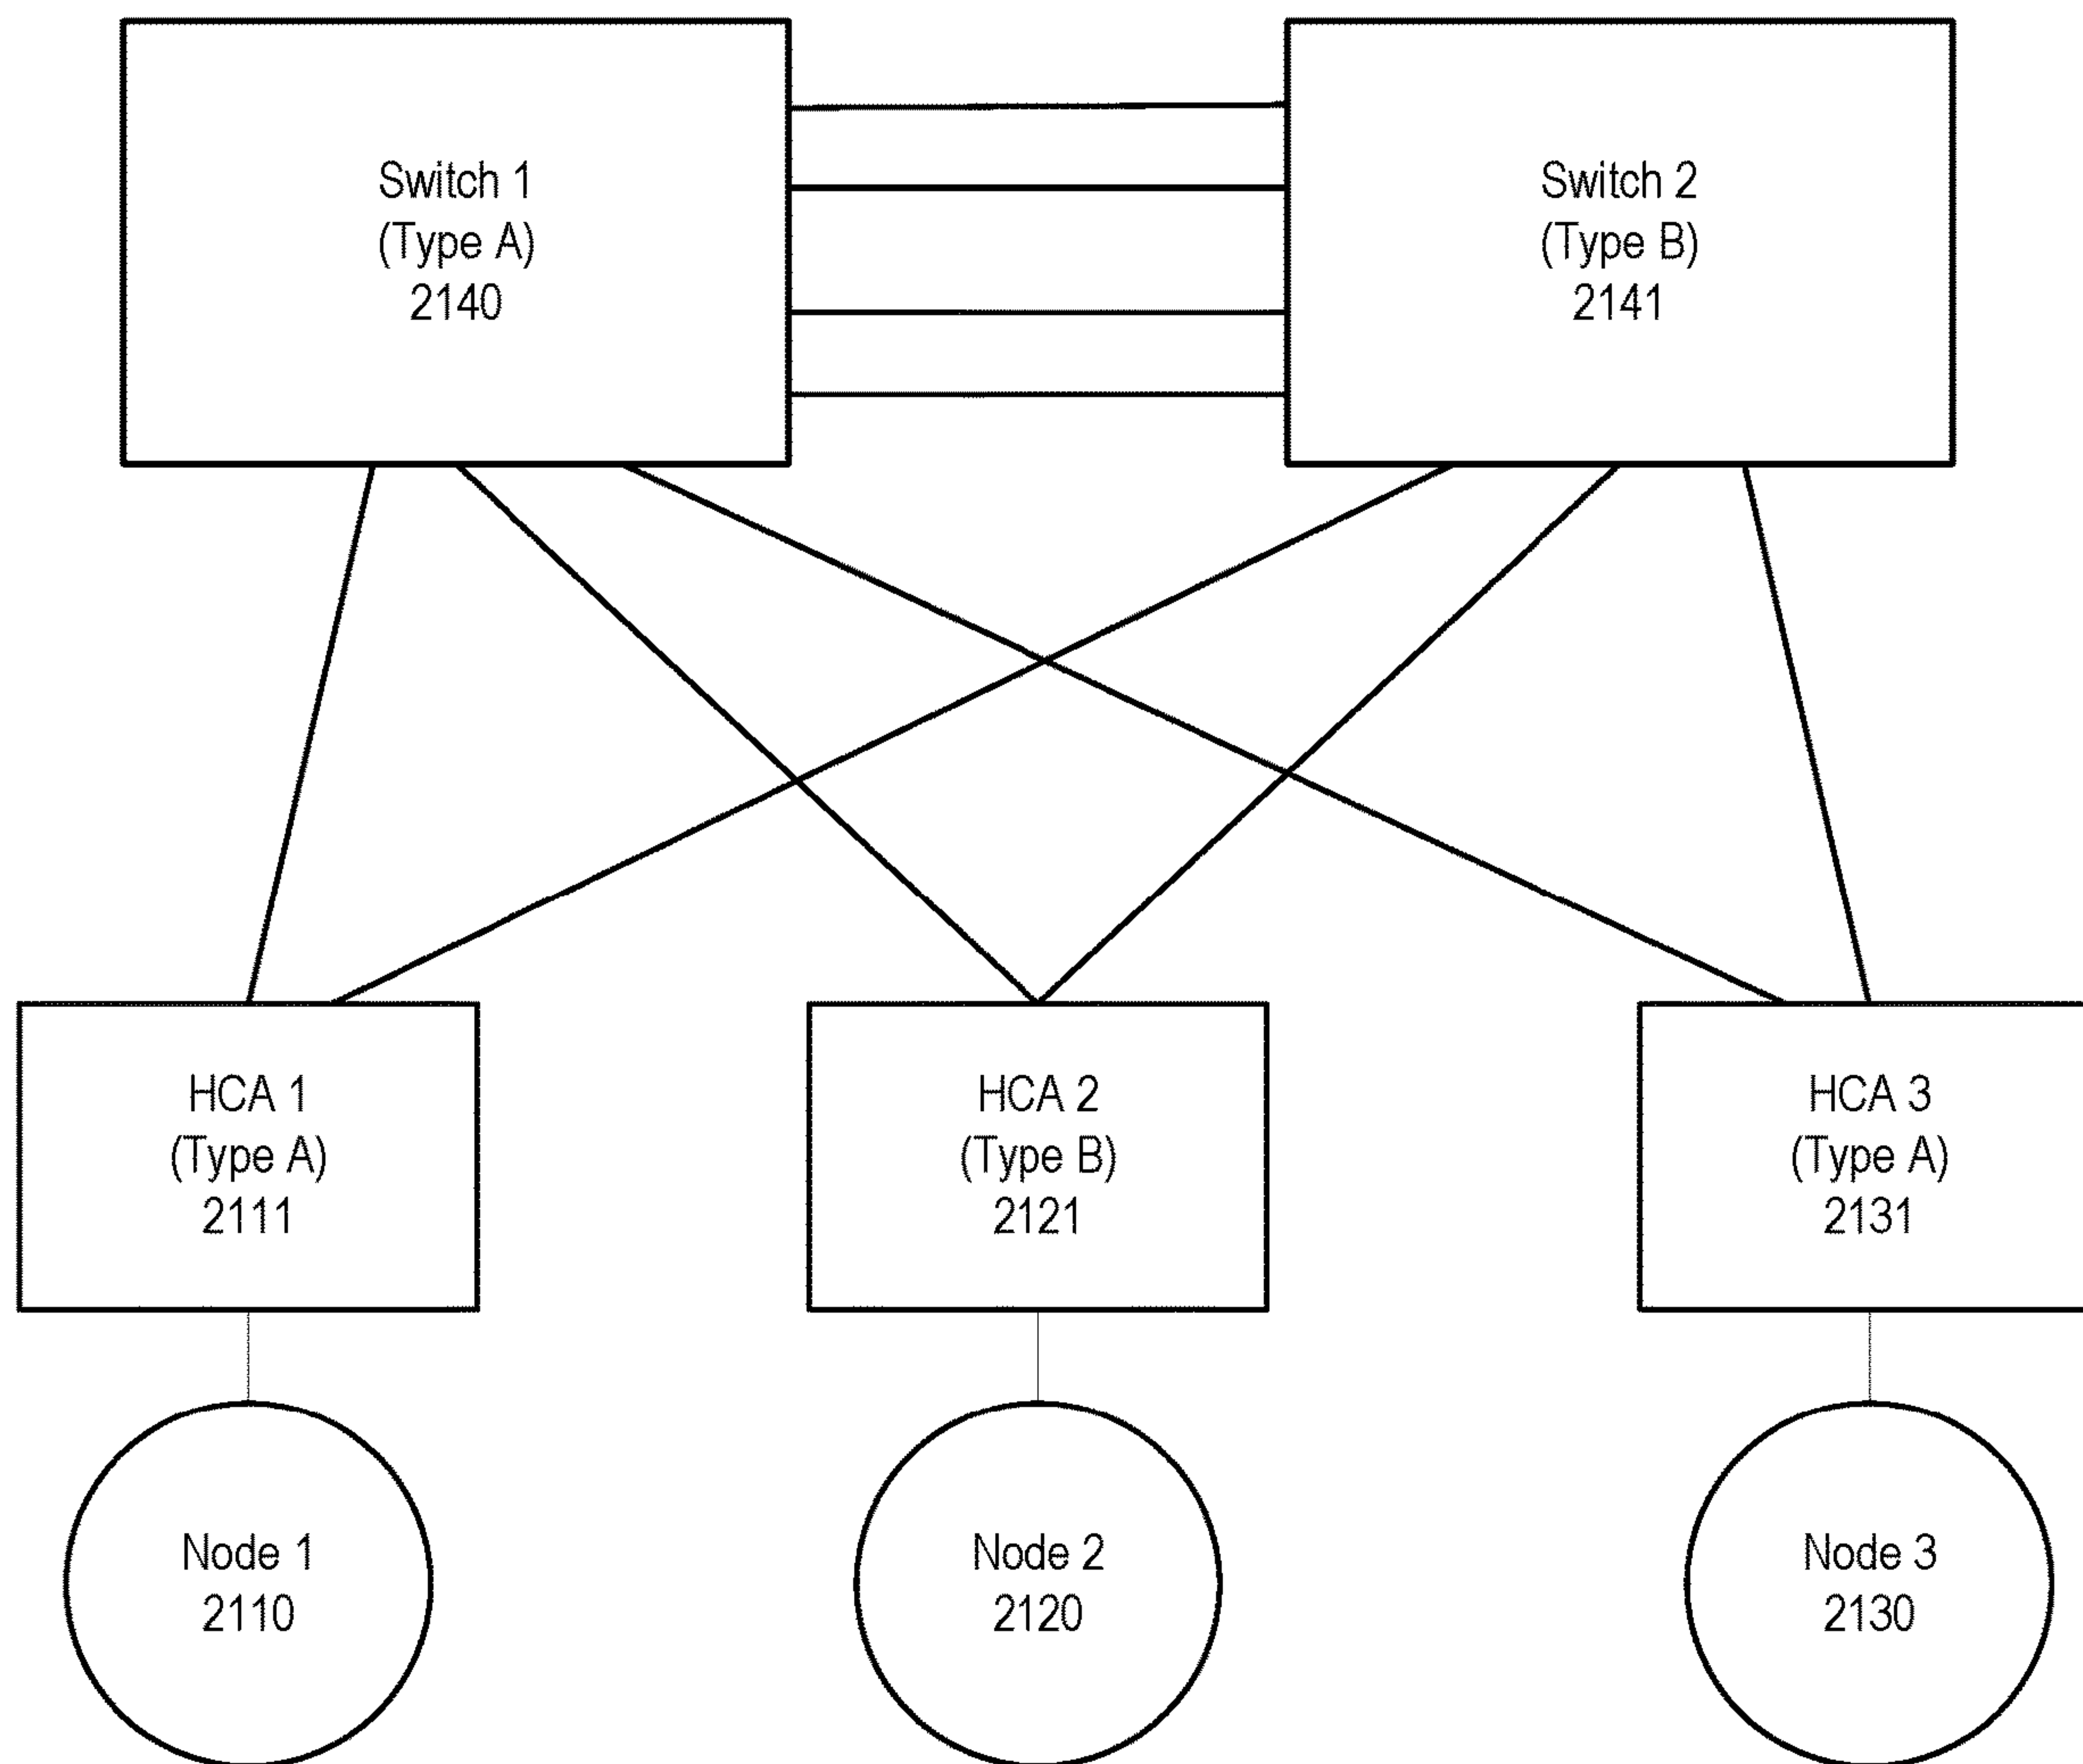 Switch 1
(Type A)
2140
Switch 2
(Type B)
2141
HCA 1
(Type A)
2111
HCA 2
(Type B)
2121
HCA 3
(Type A)
2131
Node 1
2110
Node 2
2120
Node 3
2130